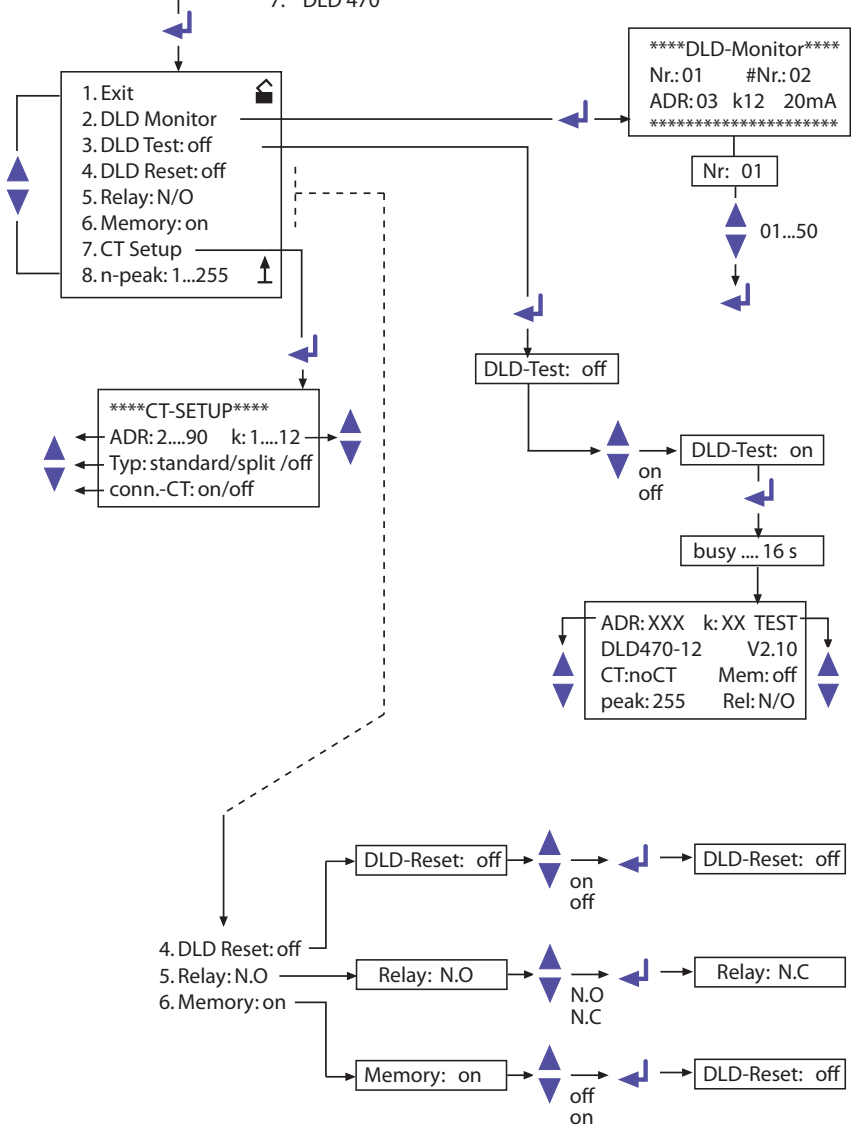 7. DLD 470
****DLD-Monitor****
Nr.: 01 #Nr.: 02
ADR: 03 k12 20mA
*********************
Nr: 01
01...50
1. Exit
2. DLD Monitor
3. DLD Test: off
4. DLD Reset: off
5. Relay: N/O
6. Memory: on
7. CT Setup
8. n-peak: 1...255
****CT-SETUP****
ADR: 2....90 k: 1....12
Typ: standard/split /off
conn.-CT: on/off
DLD-Test: off
on
off
DLD-Test: on
busy .... 16 s
ADR: XXX k: XX TEST
DLD470-12 V2.10
CT:noCT Mem: off
peak: 255 Rel: N/O
4. DLD Reset: off
5. Relay: N.O
6. Memory: on
DLD-Reset: off
on
off
DLD-Reset: off
Relay: N.O
N.O
N.C
Relay: N.C
Memory: on
off
on
DLD-Reset: off